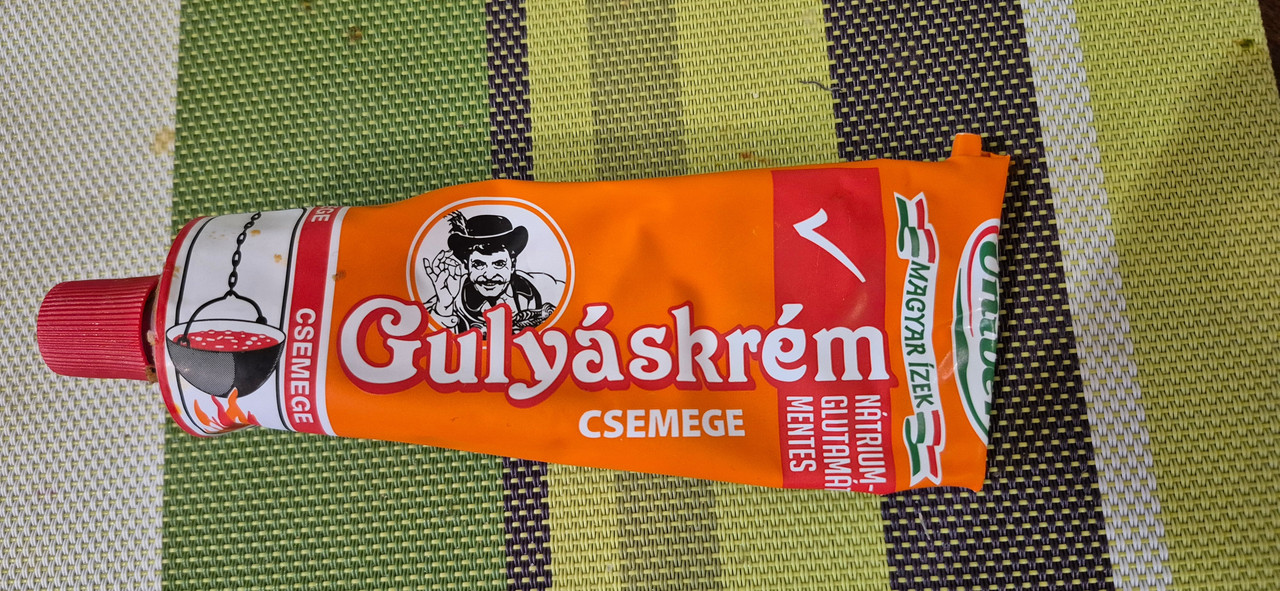 Gulyáskrém
CSEMEGE
CSEMEGE
NÁTRIUM-
GLUTAMÁT
MENTES
MAGYAR ÍZEK